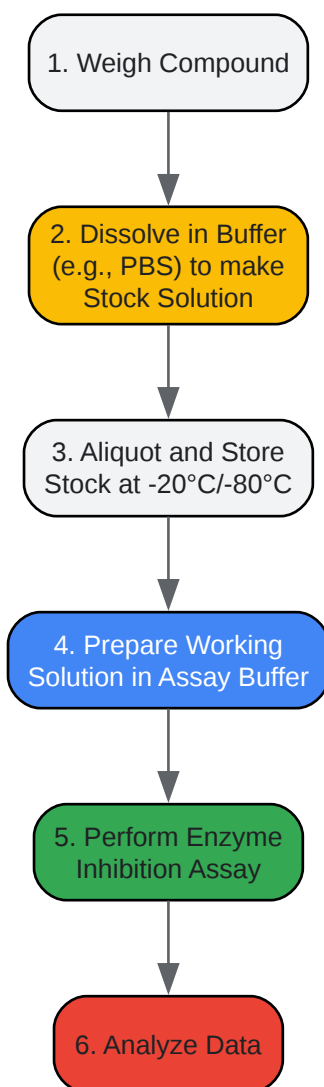 1. Weigh Compound
2. Dissolve in Buffer
(e.g., PBS) to make
Stock Solution
3. Aliquot and Store
Stock at -20°C/-80°C
4. Prepare Working
Solution in Assay Buffer
5. Perform Enzyme
Inhibition Assay
6. Analyze Data